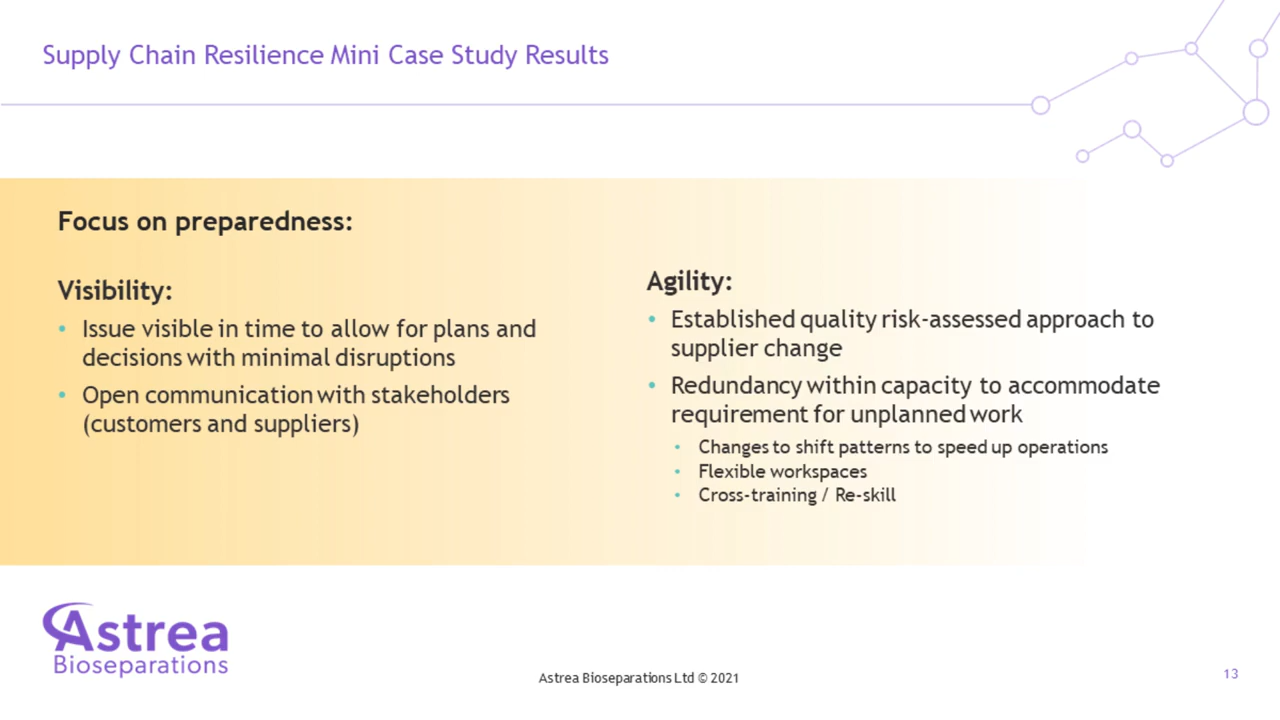 Supply Chain Resilience Mini Case Study Results
Focus on preparedness:
Visibility:
• Issue visible in time to allow for plans and
decisions with minimal disruptions
• Open communication with stakeholders
(customers and suppliers)
Agility:
• Established quality risk-assessed approach to
supplier change
• Redundancy within capacity to accommodate
requirement for unplanned work
• Changes to shift patterns to speed up operations
• Flexible workspaces
• Cross-training / Re-skill
Astrea
Bioseparations
Astrea Bioseparations Ltd © 2021
13